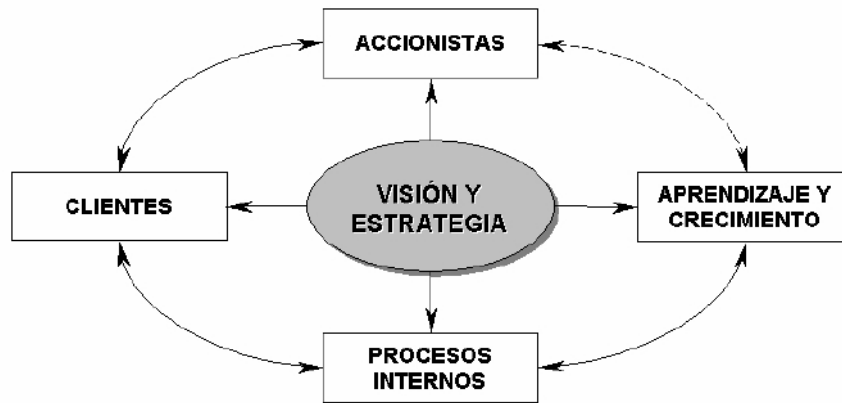 ACCIONISTAS
CLIENTES
VISIÓN Y
ESTRATEGIA
APRENDIZAJE Y
CRECIMIENTO
PROCESOS
INTERNOS